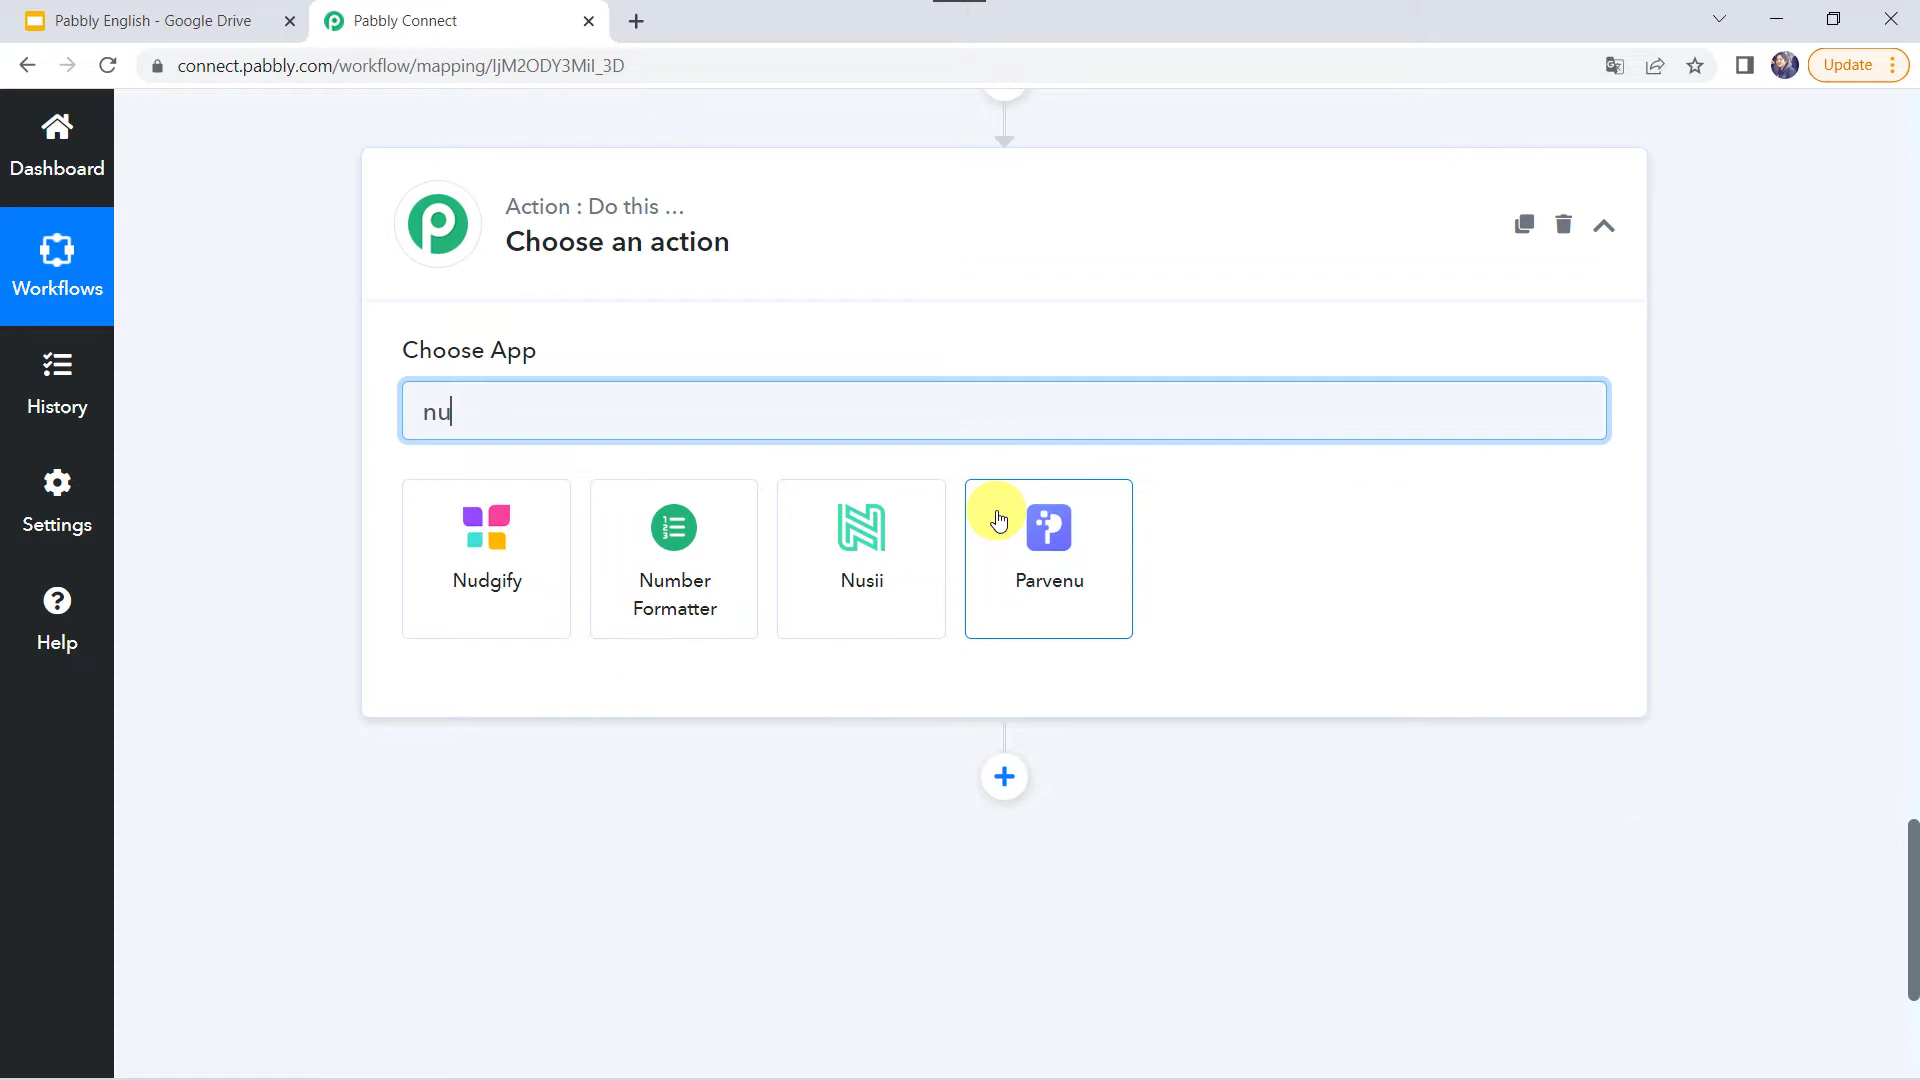 Pabbly English - Google Drive
Pabbly Connect
connect.pabbly.com/workflow/mapping/IjM2ODY3MiI_3D
Update
Dashboard
Workflows
History
Settings
Help
Action : Do this ...
Choose an action
Choose App
nu
Nudgify
Number
Formatter
Nusii
Parvenu